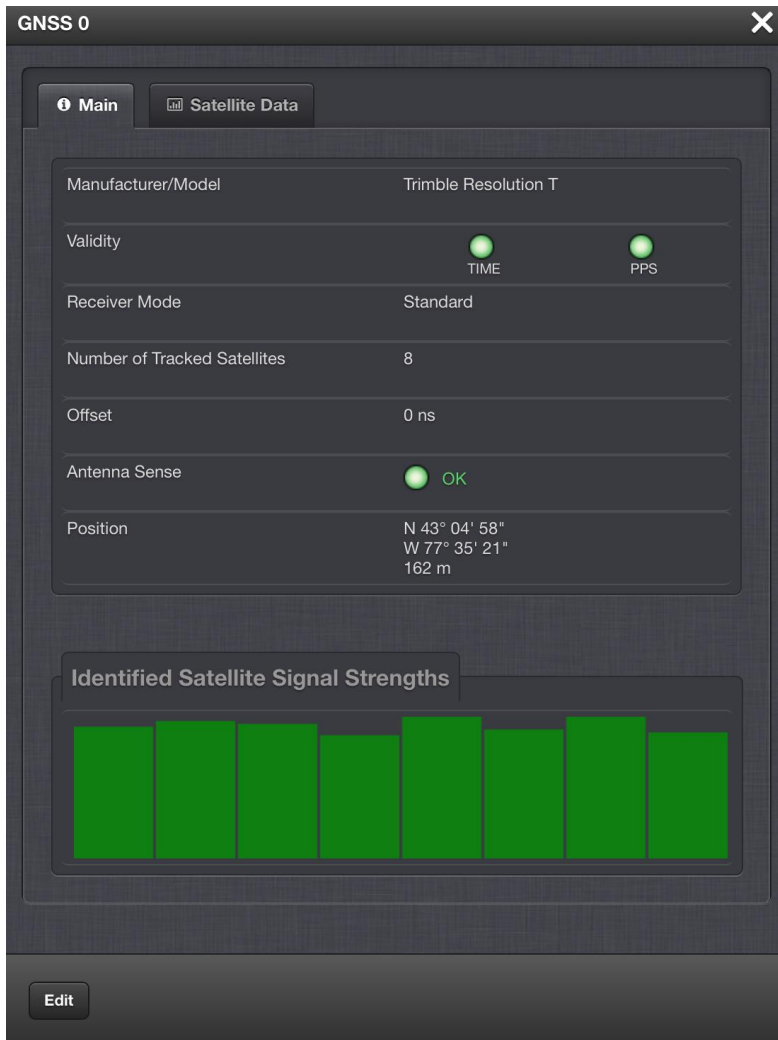 GNSS 0
Main
Satellite Data
Manufacturer/Model Trimble Resolution T
Validity
TIME PPS
Receiver Mode Standard
Number of Tracked Satellites 8
Offset 0 ns
Antenna Sense OK
Position N 43° 04' 58"
W 77° 35' 21"
162 m
Identified Satellite Signal Strengths
Edit